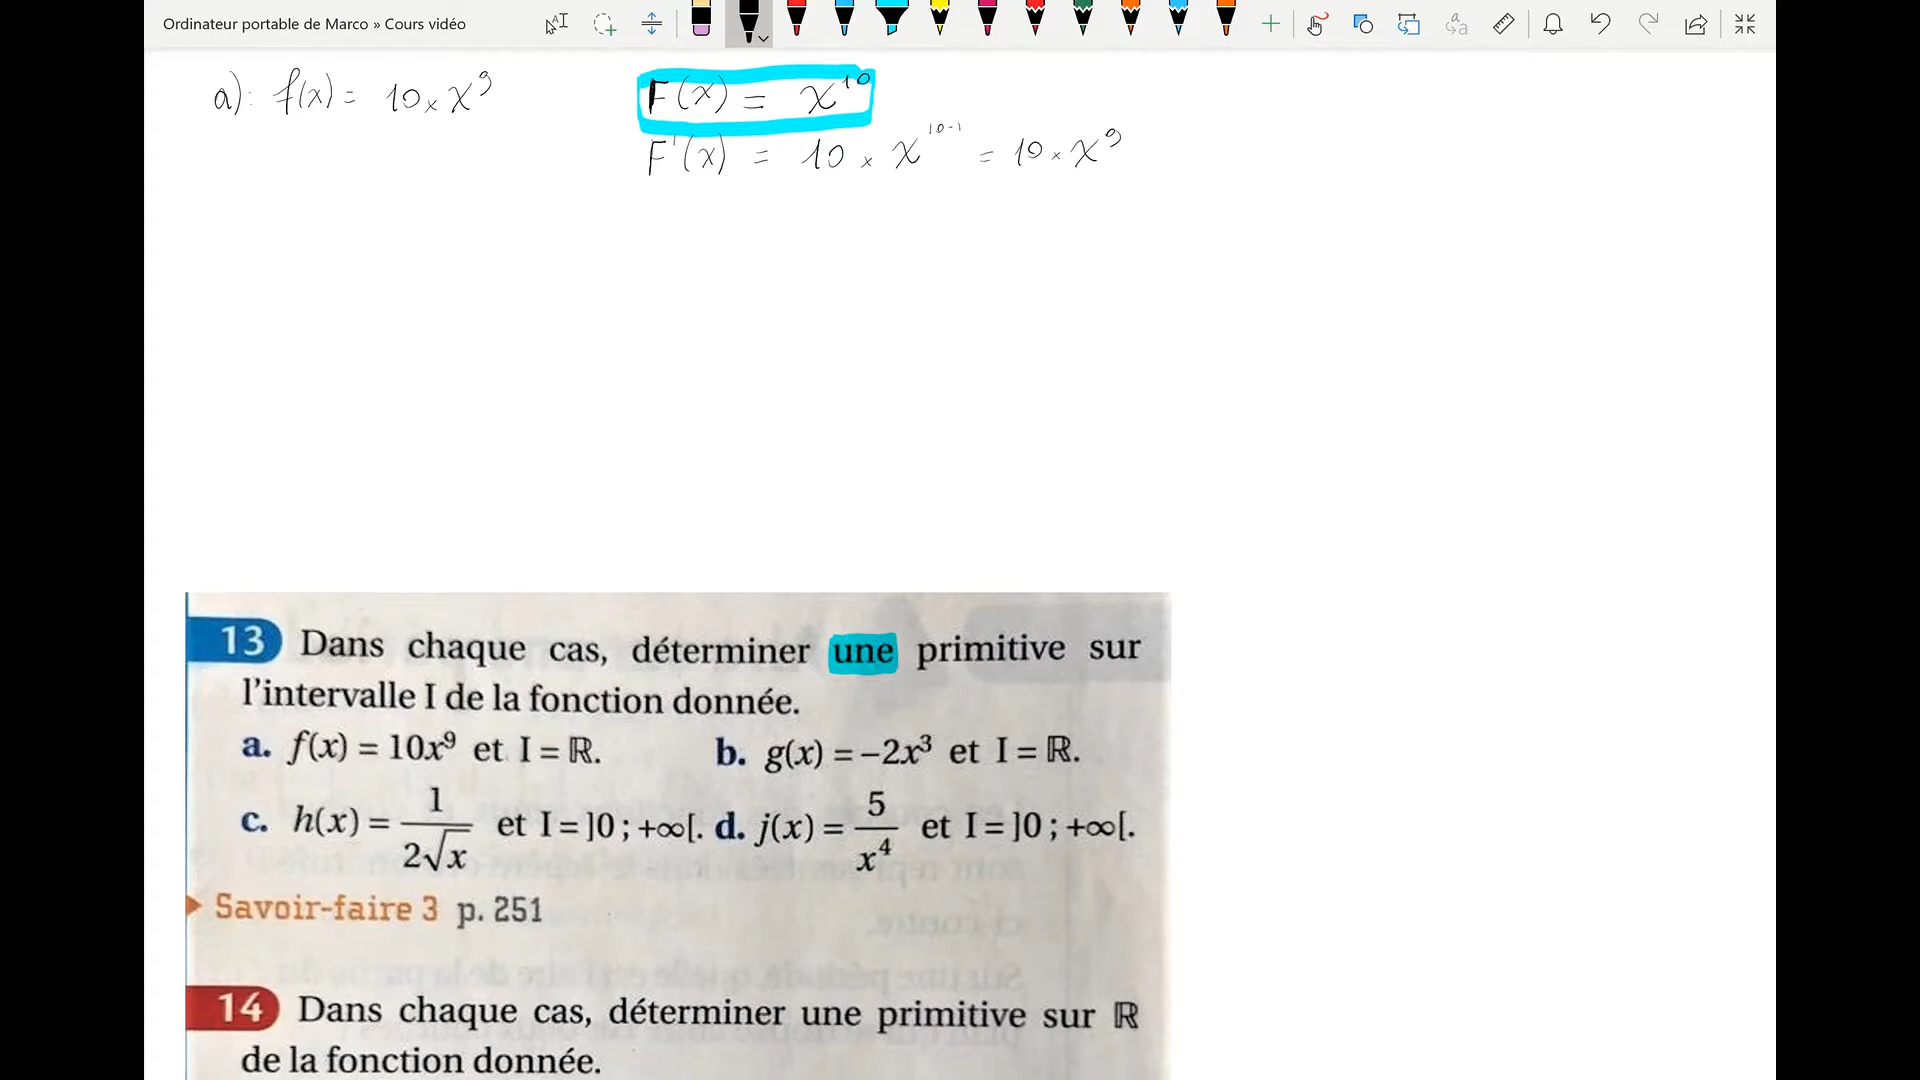 Ordinateur portable de Marco » Cours vidéo
a): f(x) = 10 × x⁹ F(x) = x¹⁰
F'(x) = 10 × x¹⁰⁻¹ = 10 × x⁹
13 Dans chaque cas, déterminer une primitive sur
l'intervalle I de la fonction donnée.
a. f(x) = 10x⁹ et I = ℝ. b. g(x) = −2x³ et I = ℝ.
c. h(x) = 1/(2√x) et I = ]0 ; +∞[. d. j(x) = 5/x⁴ et I = ]0 ; +∞[.
Savoir-faire 3 p. 251
14 Dans chaque cas, déterminer une primitive sur ℝ
de la fonction donnée.